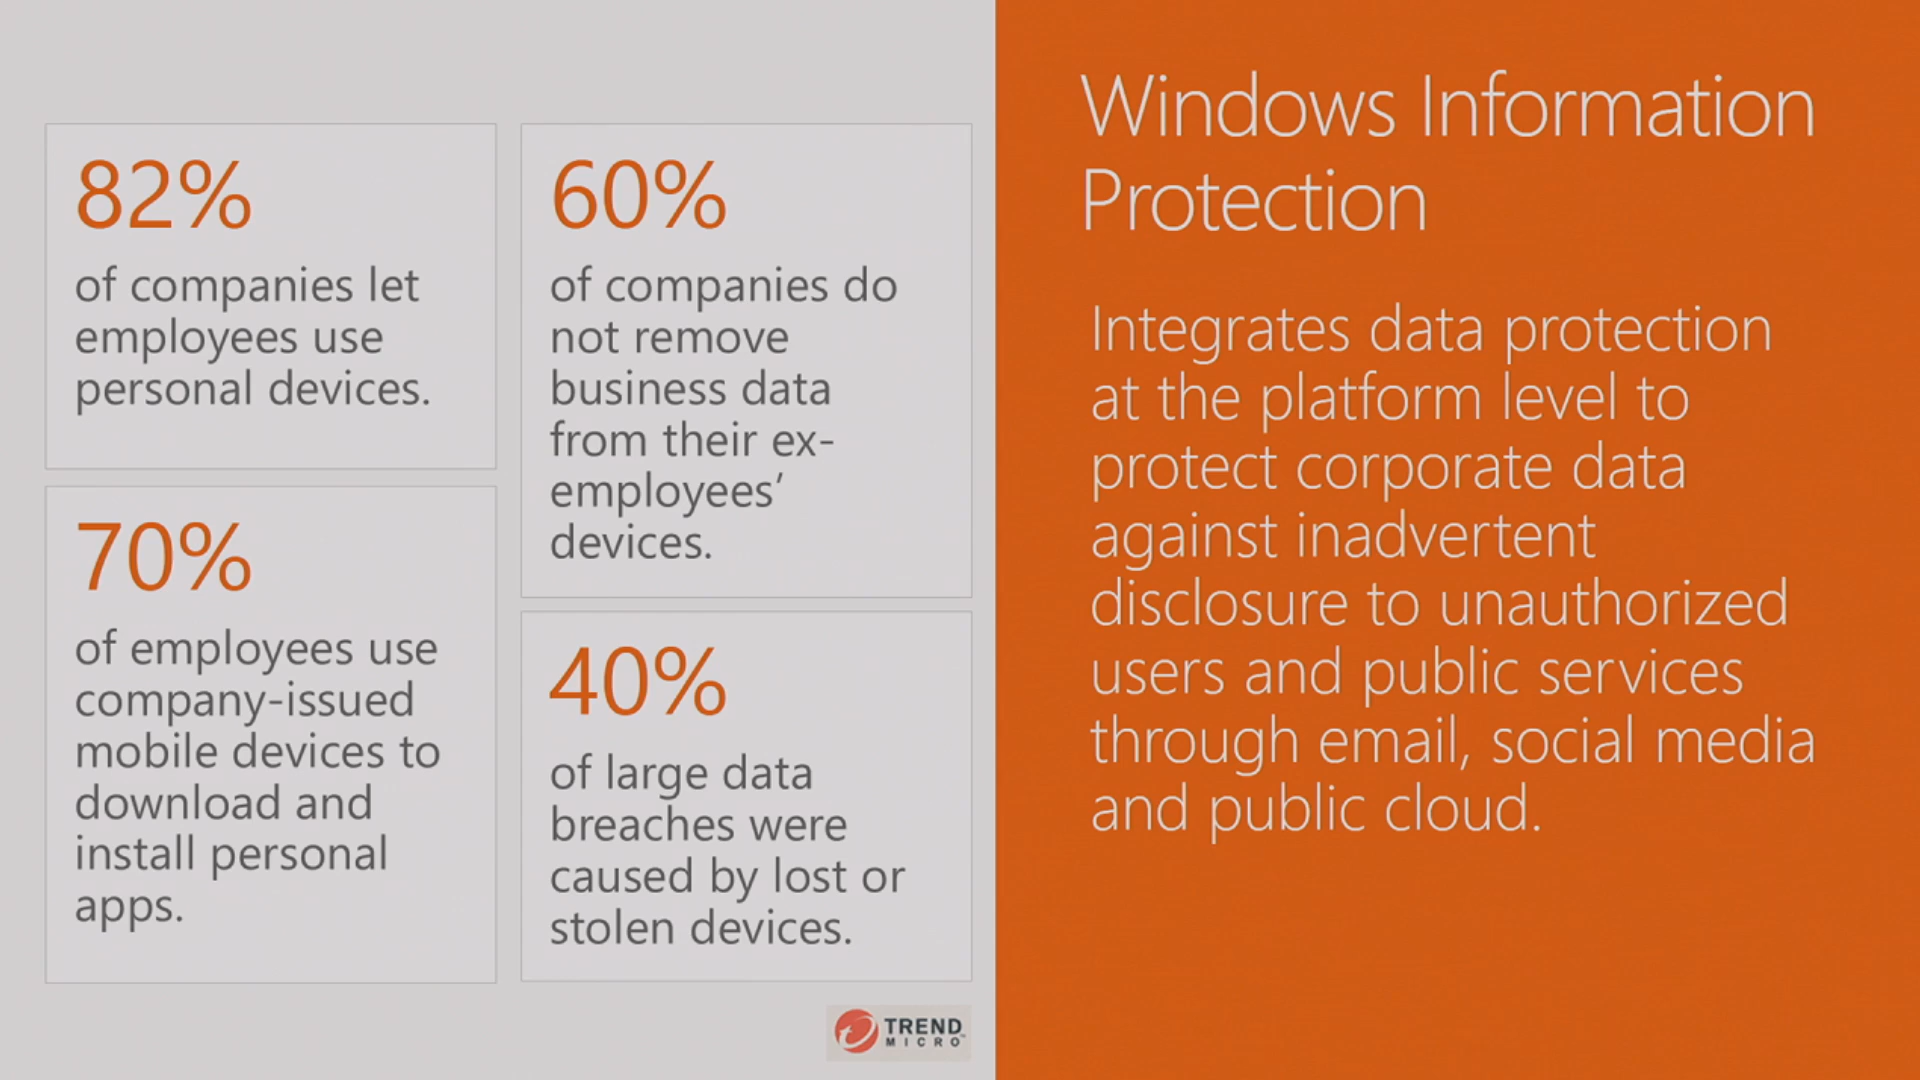 82%
of companies let
employees use
personal devices.
70%
of employees use
company-issued
mobile devices to
download and
install personal
apps.
60%
of companies do
not remove
business data
from their ex-
employees’
devices.
40%
of large data
breaches were
caused by lost or
stolen devices.
TREND
MICRO™
Windows Information
Protection
Integrates data protection
at the platform level to
protect corporate data
against inadvertent
disclosure to unauthorized
users and public services
through email, social media
and public cloud.